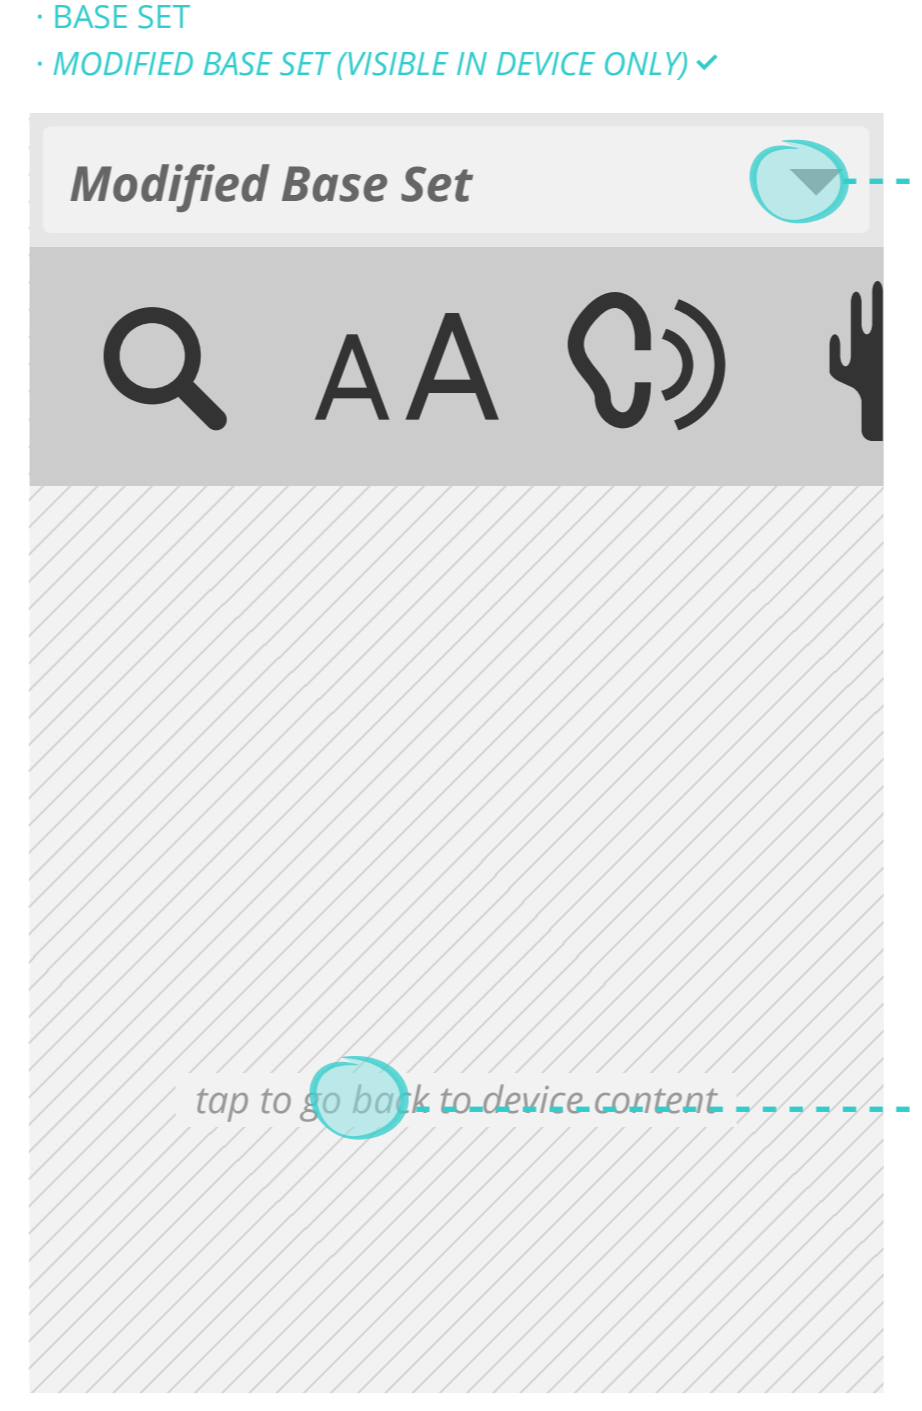 · BASE SET
· MODIFIED BASE SET (VISIBLE IN DEVICE ONLY) ✓
Modified Base Set
AA
tap to go back to device content